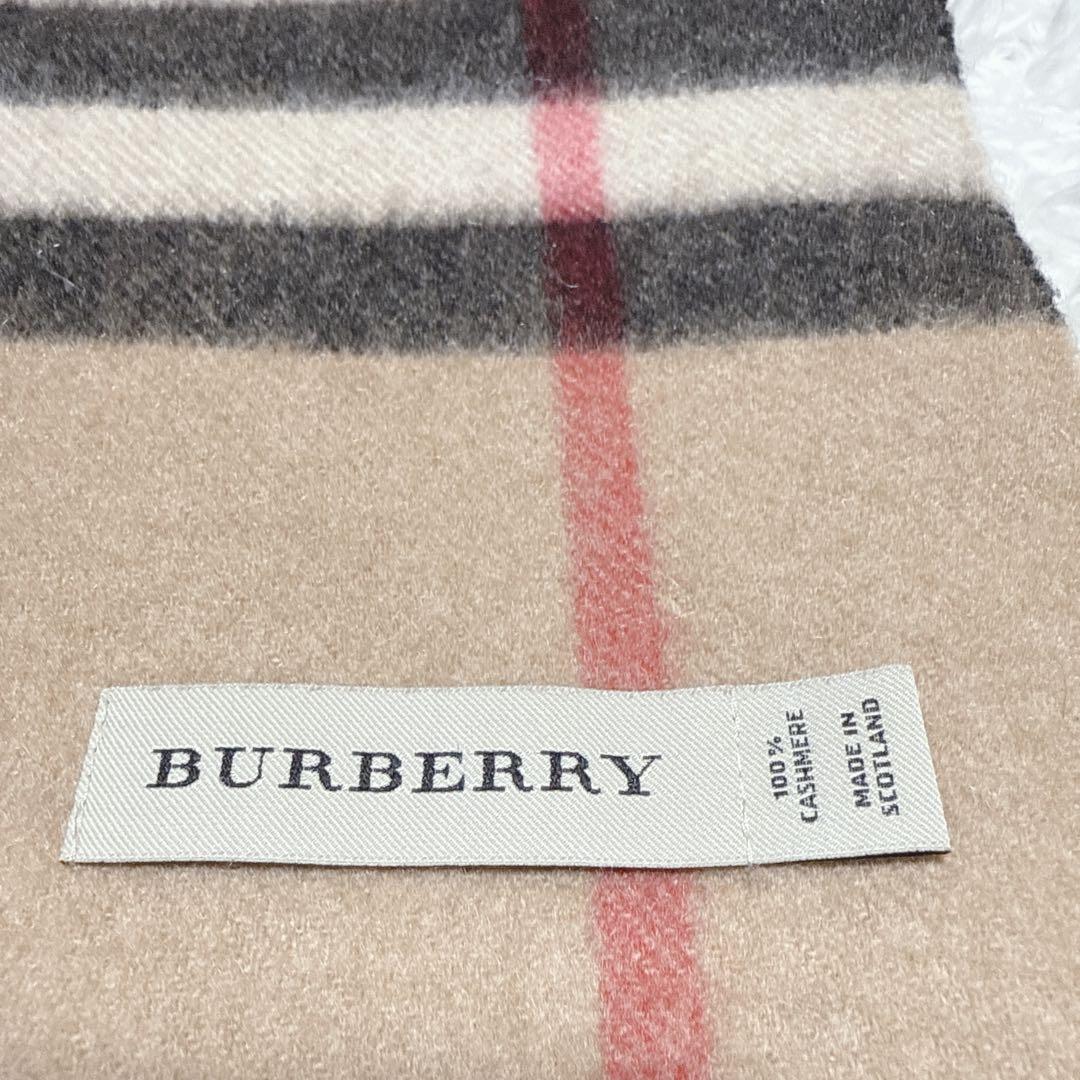 BURBERRY
100%
CASHMERE
MADE IN
SCOTLAND